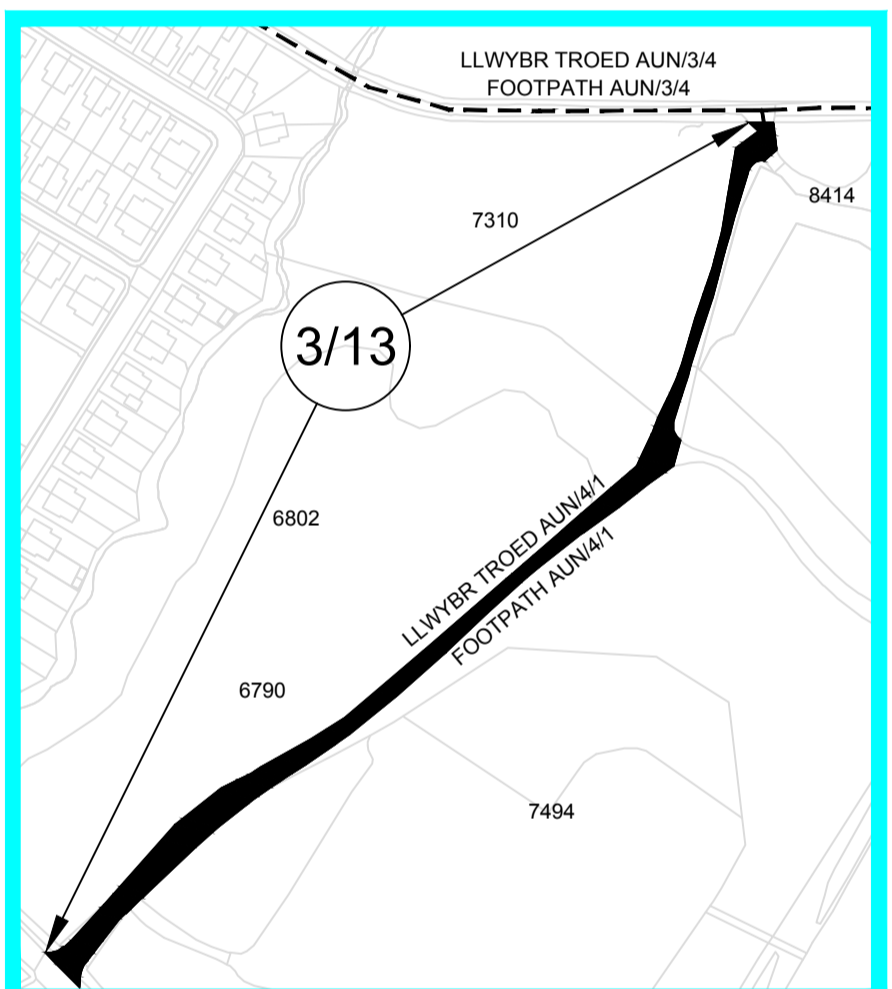 LLWYBR TROED AUN/3/4
FOOTPATH AUN/3/4
8414
7310
3/13
6802
LLWYBR TROED AUN/4/1
FOOTPATH AUN/4/1
6790
7494